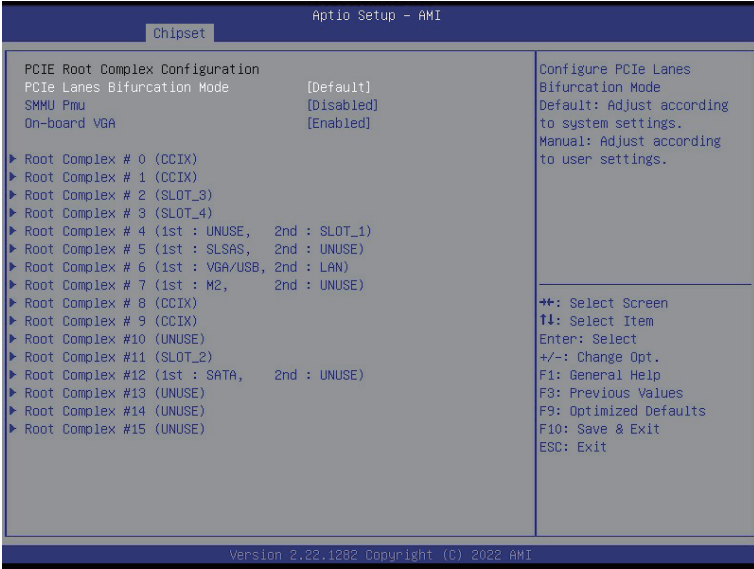 Aptio Setup – AMI
Chipset
PCIE Root Complex Configuration
PCIe Lanes Bifurcation Mode [Default]
SMMU Pmu [Disabled]
On-board VGA [Enabled]
Root Complex # 0 (CCIX)
Root Complex # 1 (CCIX)
Root Complex # 2 (SLOT_3)
Root Complex # 3 (SLOT_4)
Root Complex # 4 (1st : UNUSE, 2nd : SLOT_1)
Root Complex # 5 (1st : SLSAS, 2nd : UNUSE)
Root Complex # 6 (1st : VGA/USB, 2nd : LAN)
Root Complex # 7 (1st : M2, 2nd : UNUSE)
Root Complex # 8 (CCIX)
Root Complex # 9 (CCIX)
Root Complex #10 (UNUSE)
Root Complex #11 (SLOT_2)
Root Complex #12 (1st : SATA, 2nd : UNUSE)
Root Complex #13 (UNUSE)
Root Complex #14 (UNUSE)
Root Complex #15 (UNUSE)
Configure PCIe Lanes
Bifurcation Mode
Default: Adjust according
to system settings.
Manual: Adjust according
to user settings.
→←: Select Screen
↑↓: Select Item
Enter: Select
+/-: Change Opt.
F1: General Help
F3: Previous Values
F9: Optimized Defaults
F10: Save & Exit
ESC: Exit
Version 2.22.1282 Copyright (C) 2022 AMI